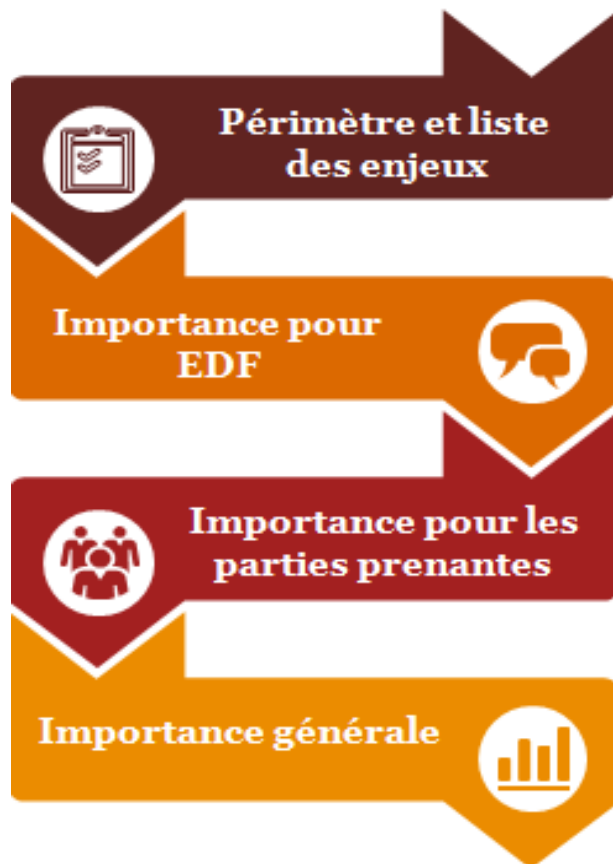 Périmètre et liste
des enjeux
Importance pour
EDF
Importance pour les
parties prenantes
Importance générale